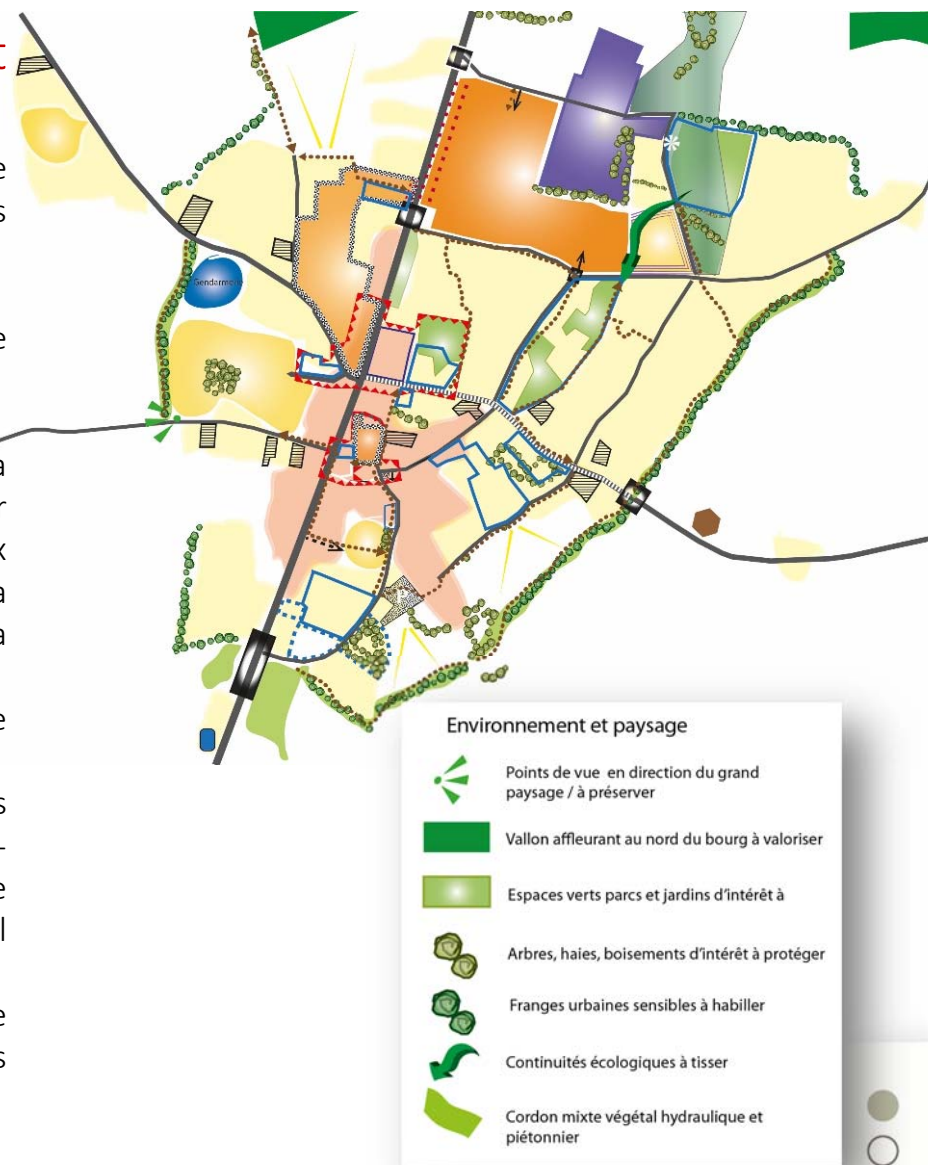 Gendarmerie
Environnement et paysage
Points de vue en direction du grand
paysage / à préserver
Vallon affleurant au nord du bourg à valoriser
Espaces verts parcs et jardins d'intérêt à
Arbres, haies, boisements d'intérêt à protéger
Franges urbaines sensibles à habiller
Continuités écologiques à tisser
Cordon mixte végétal hydraulique et
piétonnier